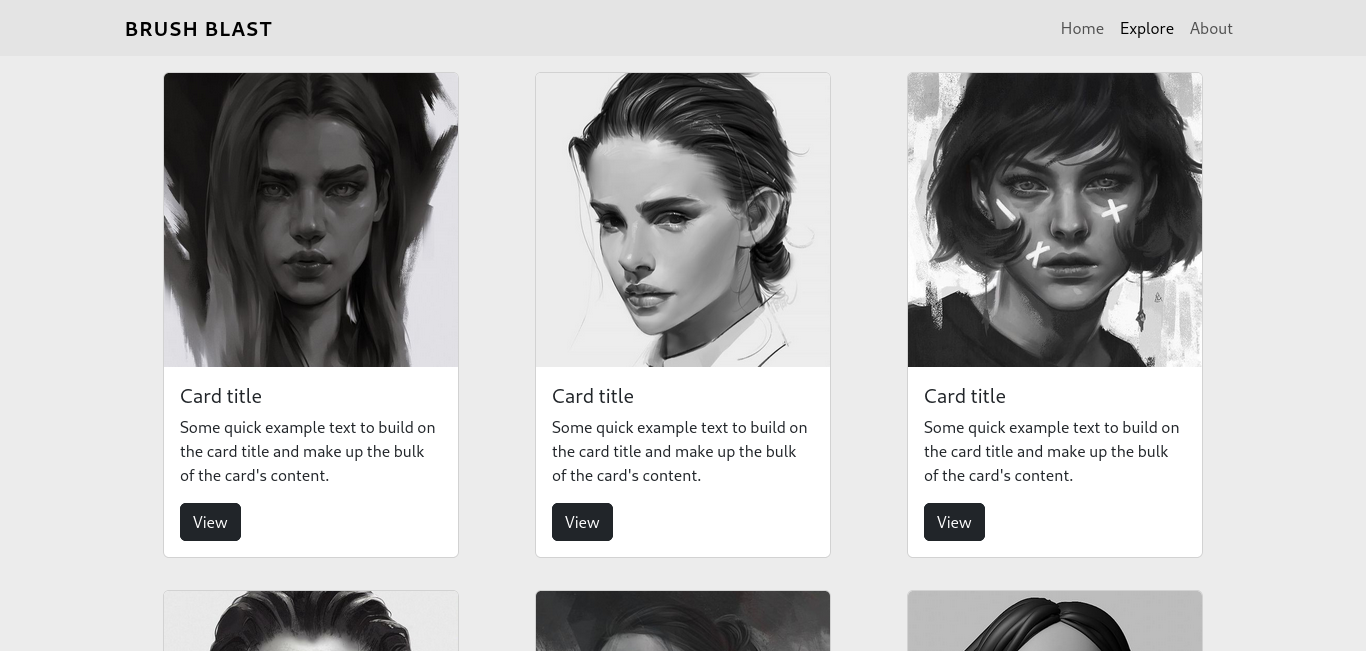 BRUSH BLAST
Home Explore About
Card title
Some quick example text to build on
the card title and make up the bulk
of the card's content.
View
Card title
Some quick example text to build on
the card title and make up the bulk
of the card's content.
View
Card title
Some quick example text to build on
the card title and make up the bulk
of the card's content.
View